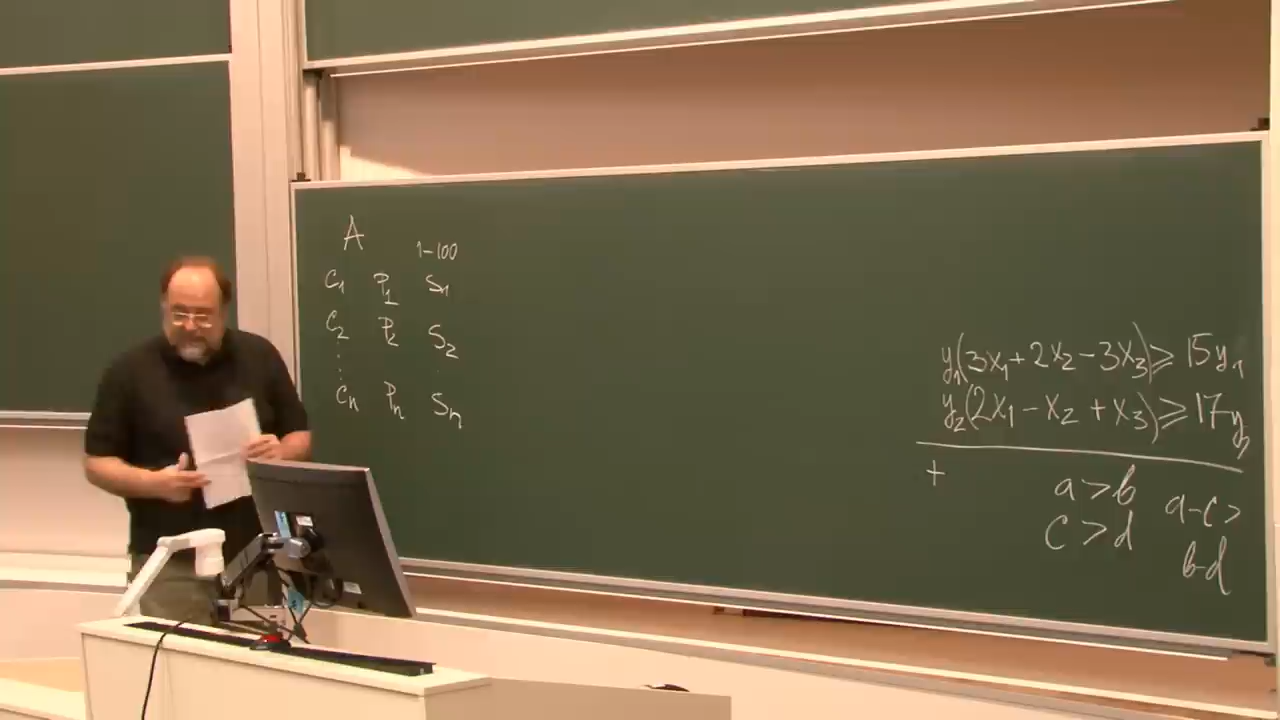 A
1-100
C₁ P₁ S₁
C₂ P₂ S₂
⋮
Cₙ Pₙ Sₙ
y₁(3x₁+2x₂-3x₃) ≥ 15y₁
y₂(2x₁-x₂+x₃) ≥ 17y₂
+
a>b a-c>
c>d b-d